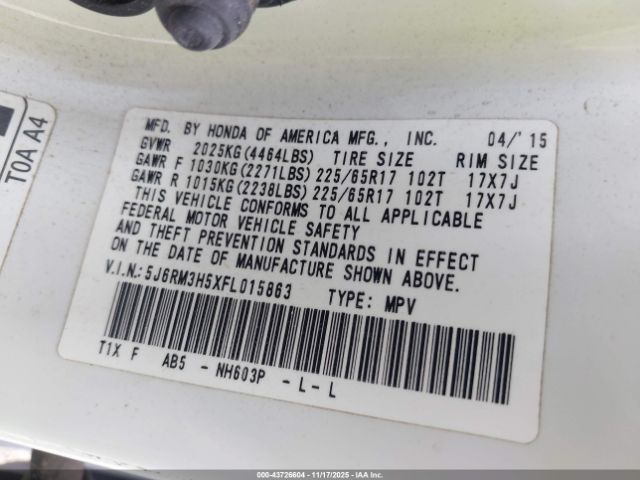 TOA A4
MFD. BY HONDA OF AMERICA MFG., INC. 04/'15
GVWR 2025KG(4464LBS) TIRE SIZE RIM SIZE
GAWR F 1030KG(2271LBS) 225/65R17 102T 17X7J
GAWR R 1015KG(2238LBS) 225/65R17 102T 17X7J
THIS VEHICLE CONFORMS TO ALL APPLICABLE
FEDERAL MOTOR VEHICLE SAFETY
AND THEFT PREVENTION STANDARDS IN EFFECT
ON THE DATE OF MANUFACTURE SHOWN ABOVE.
V.I.N.:5J6RM3H5XFL015863 TYPE: MPV
T1X F AB5 - NH603P - L - L
000-43726604 - 11/17/2025 - IAAI.COM